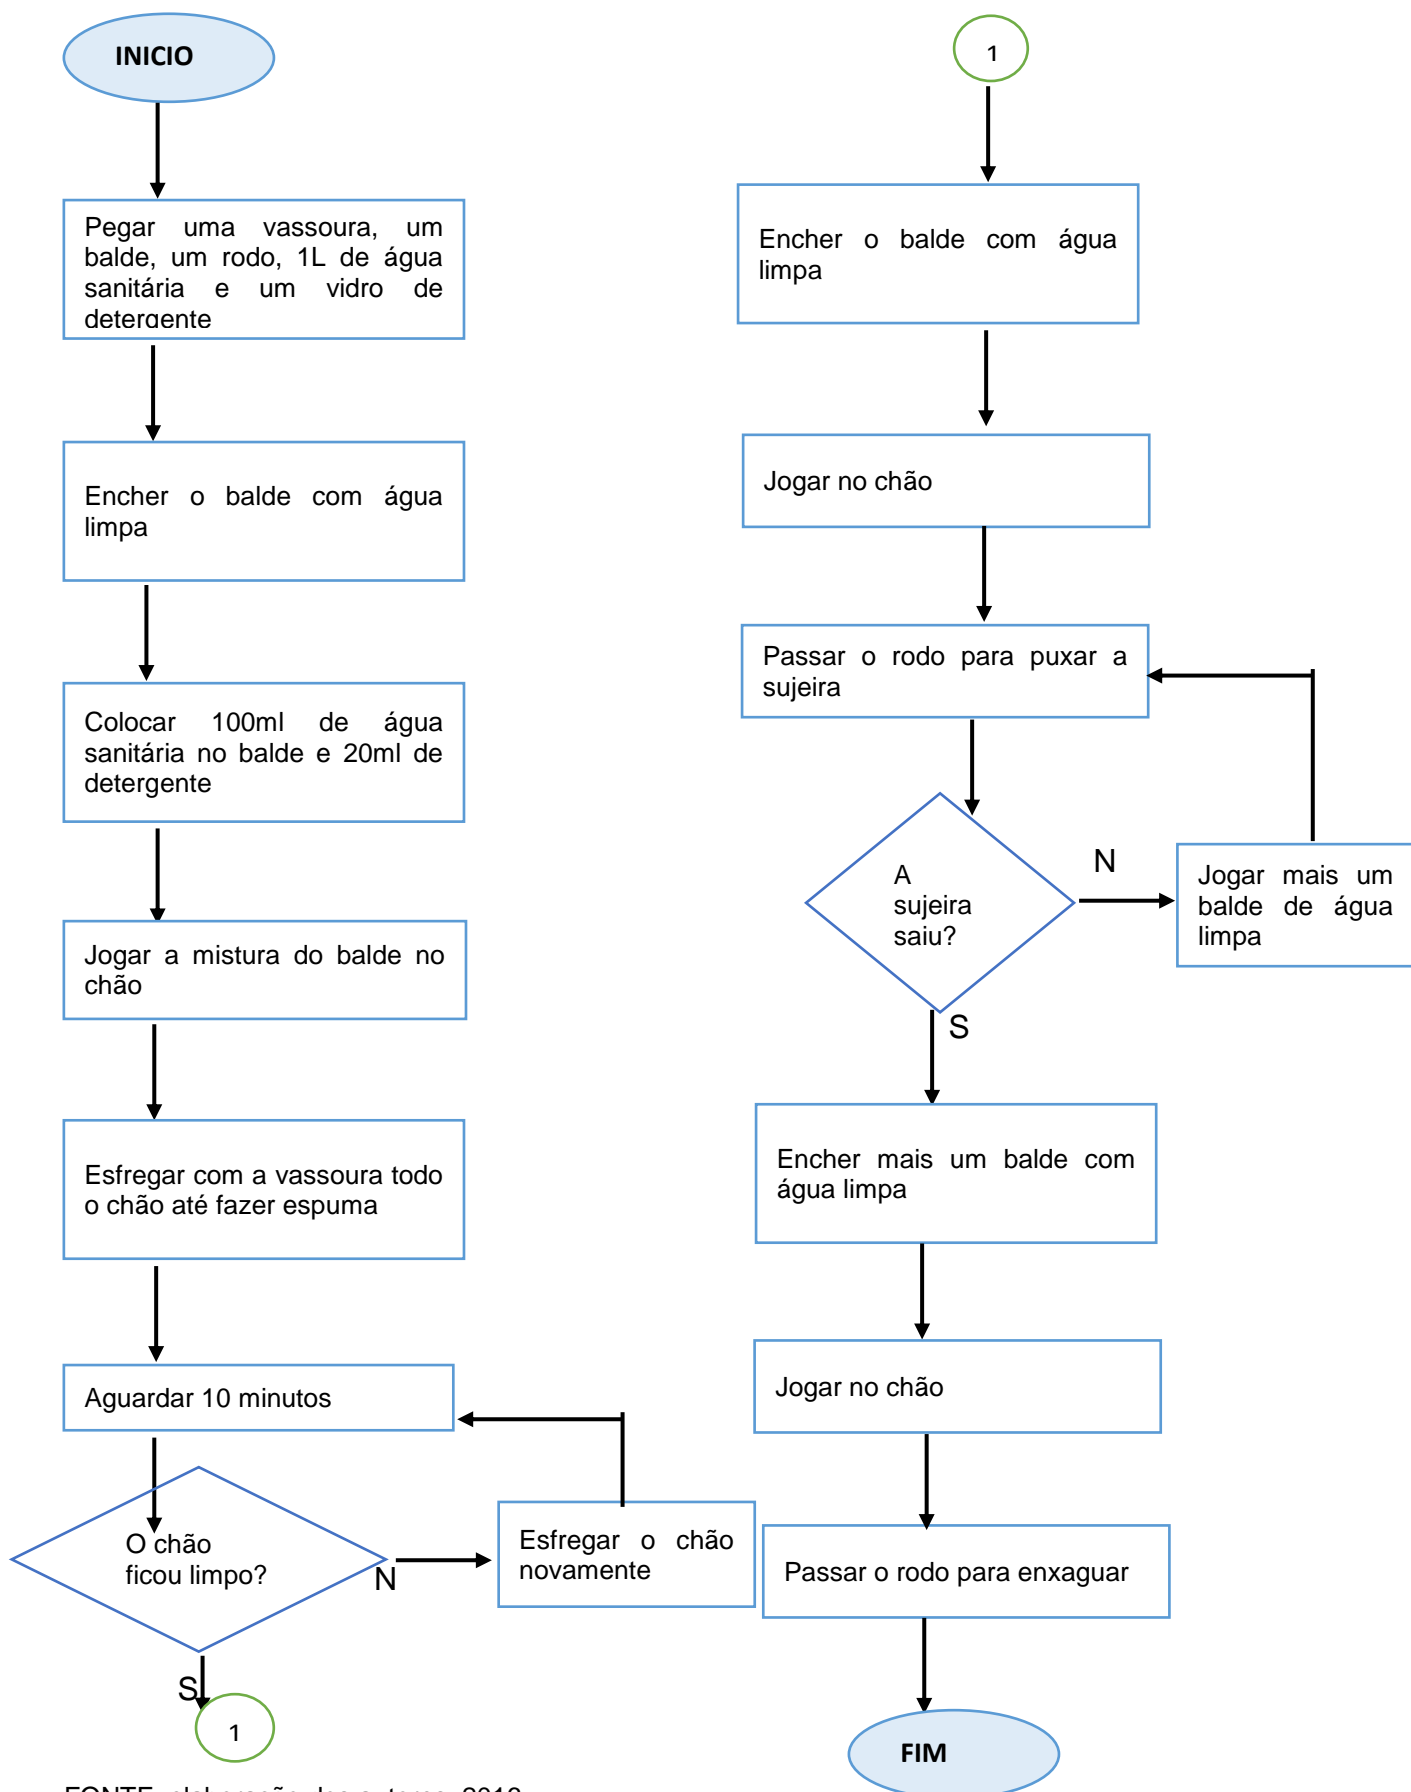 INICIO
Pegar uma vassoura, um
balde, um rodo, 1L de água
sanitária e um vidro de
detergente
Encher o balde com água
limpa
Colocar 100ml de água
sanitária no balde e 20ml de
detergente
Jogar a mistura do balde no
chão
Esfregar com a vassoura todo
o chão até fazer espuma
Aguardar 10 minutos
O chão
ficou limpo?
N
Esfregar o chão
novamente
S
1
1
Encher o balde com água
limpa
Jogar no chão
Passar o rodo para puxar a
sujeira
A
sujeira
saiu?
N
Jogar mais um
balde de água
limpa
S
Encher mais um balde com
água limpa
Jogar no chão
Passar o rodo para enxaguar
FIM
FONTE: elaboração dos autores,